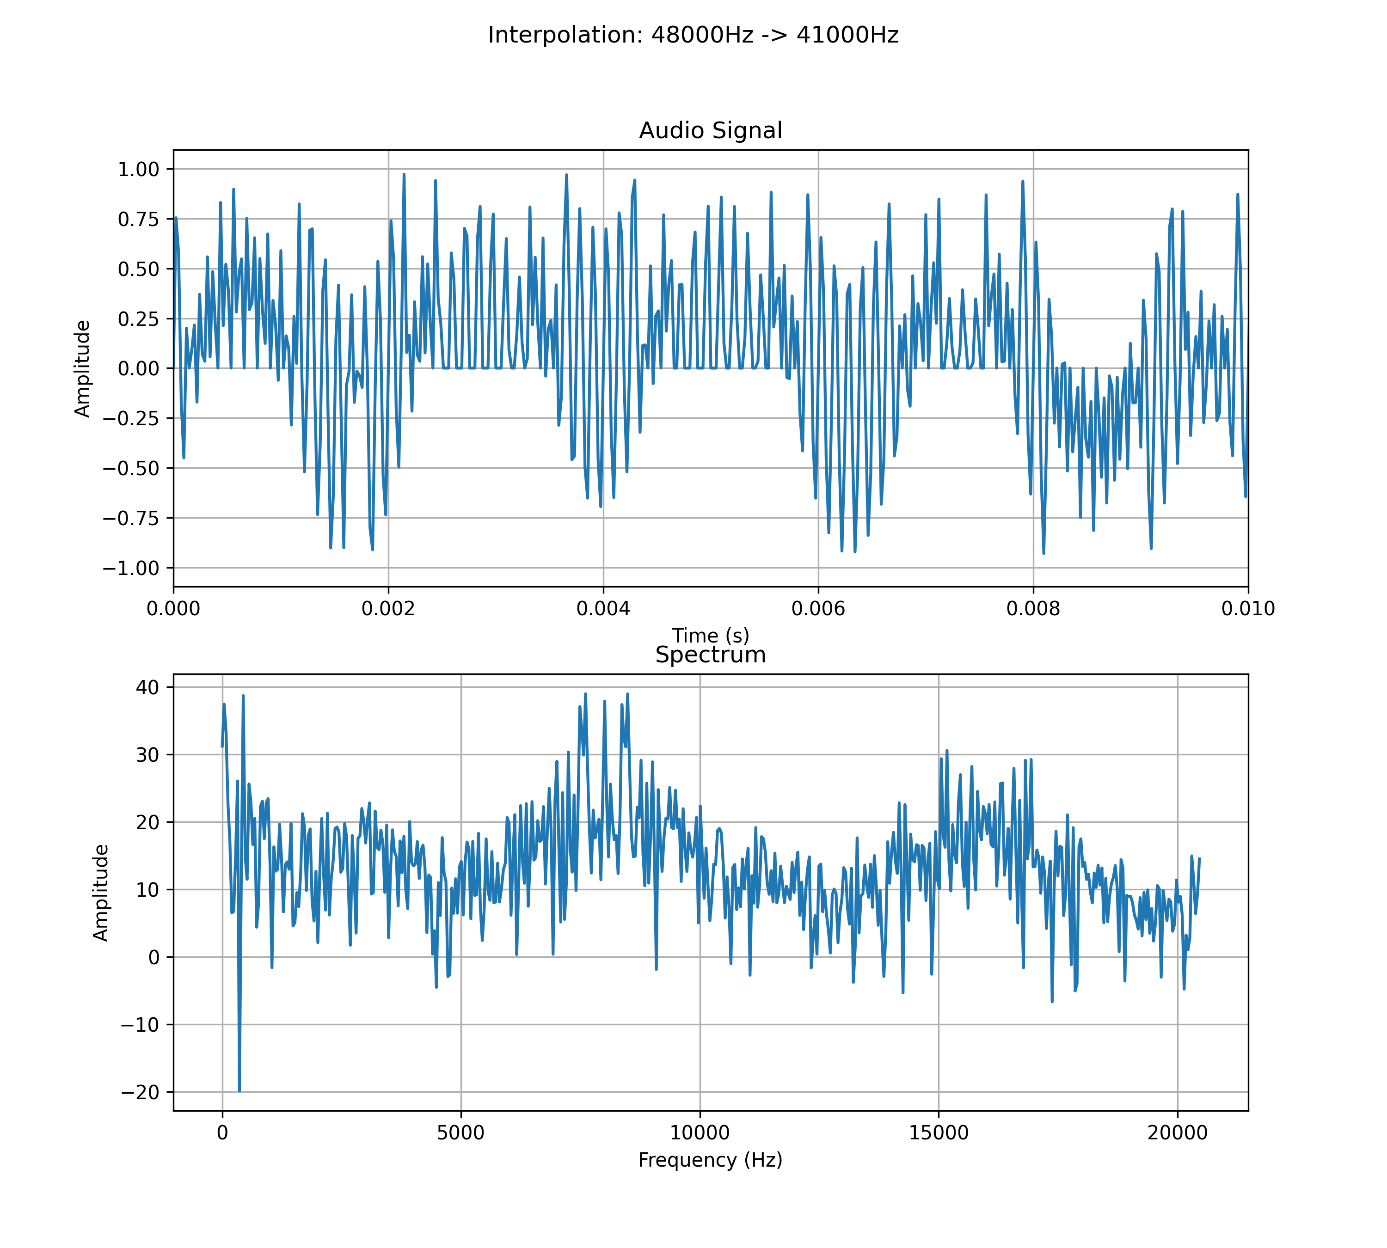 Interpolation: 48000Hz -> 41000Hz
Audio Signal
1.00
0.75
0.50
0.25
0.00
−0.25
−0.50
−0.75
−1.00
Amplitude
0.000 0.002 0.004 0.006 0.008 0.010
Time (s)
Spectrum
40
30
20
10
0
−10
−20
Amplitude
0 5000 10000 15000 20000
Frequency (Hz)